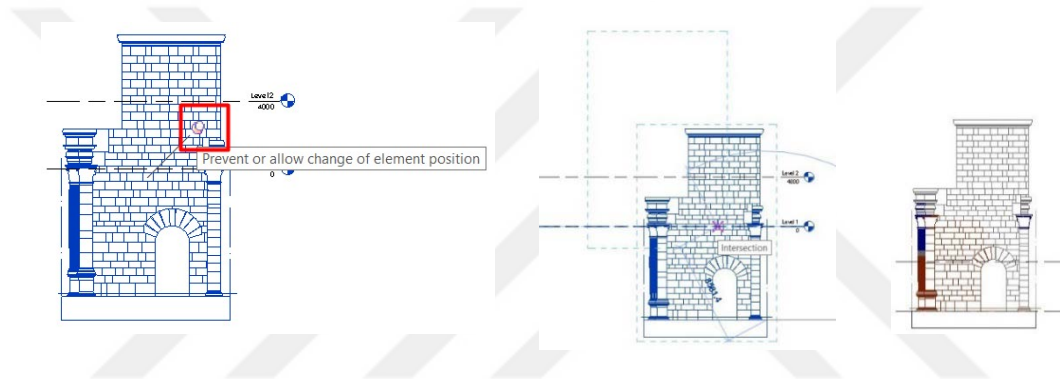 Level 2
4000
Prevent or allow change of element position
0
Level 2
4000
Level 1
0
Intersection